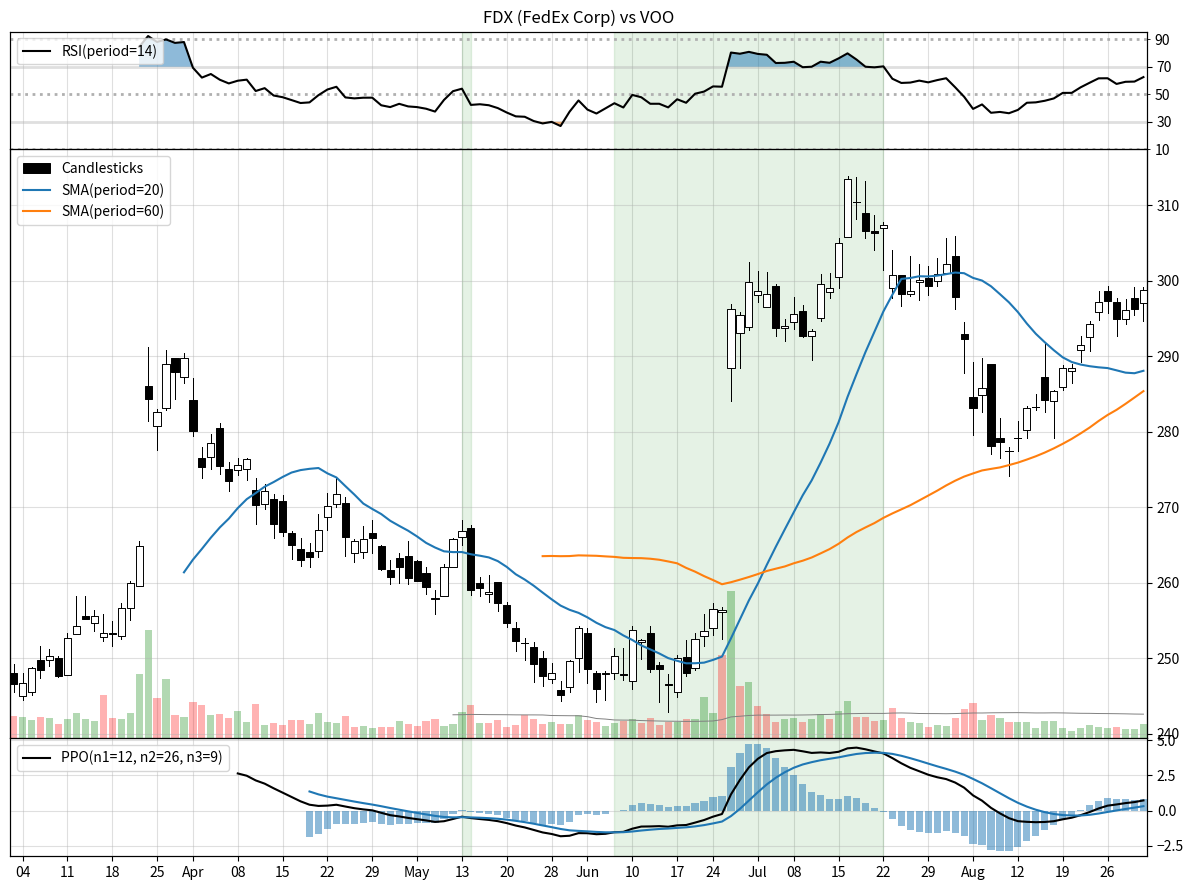 FDX (FedEx Corp) vs VOO
RSI(period=14)
90
70
50
30
10
Candlesticks
SMA(period=20)
SMA(period=60)
310
300
290
280
270
260
250
240
PPO(n1=12, n2=26, n3=9)
5.0
2.5
0.0
−2.5
04 11 18 25 Apr 08 15 22 29 May 13 20 28 Jun 10 17 24 Jul 08 15 22 29 Aug 12 19 26